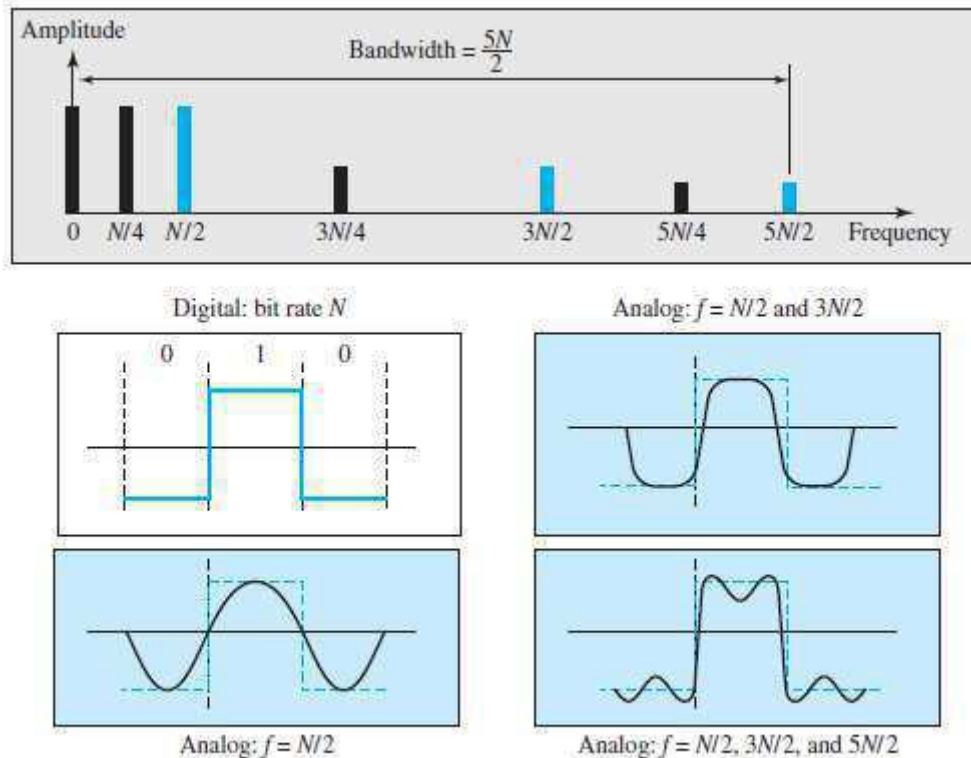 Amplitude
Bandwidth = 5N/2
0 N/4 N/2 3N/4 3N/2 5N/4 5N/2 Frequency
Digital: bit rate N
0 1 0
Analog: f = N/2 and 3N/2
Analog: f = N/2
Analog: f = N/2, 3N/2, and 5N/2